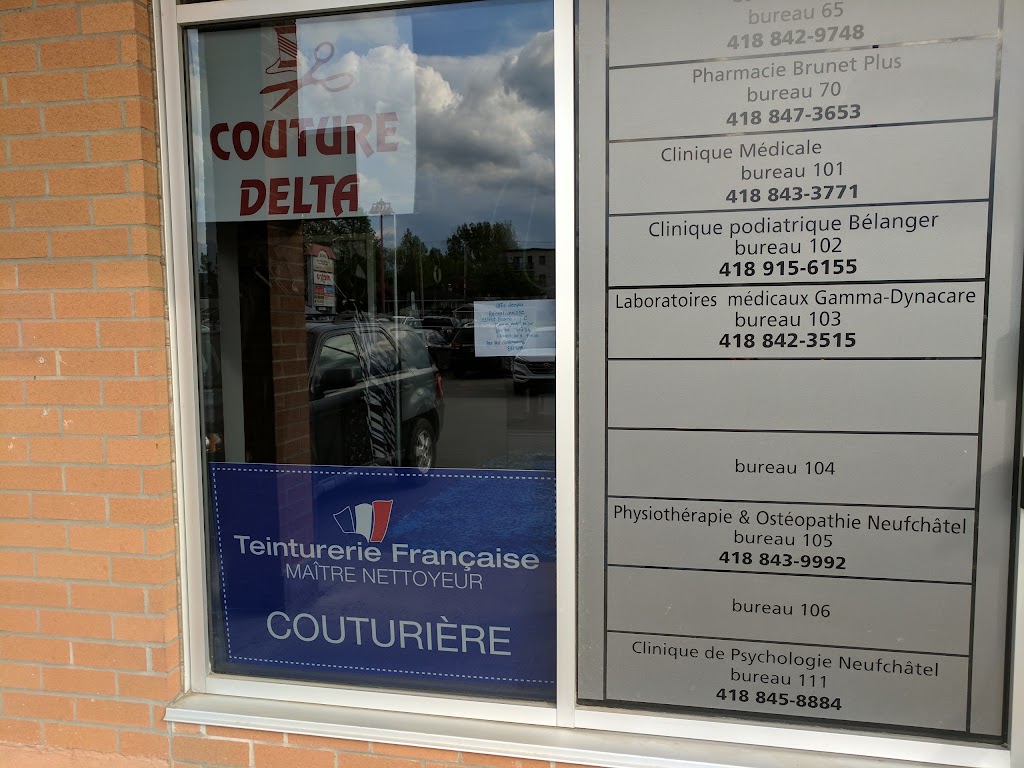 COUTURE
DELTA
Teinturerie Française
MAÎTRE NETTOYEUR
COUTURIÈRE
bureau 65
418 842-9748
Pharmacie Brunet Plus
bureau 70
418 847-3653
Clinique Médicale
bureau 101
418 843-3771
Clinique podiatrique Bélanger
bureau 102
418 915-6155
Laboratoires médicaux Gamma-Dynacare
bureau 103
418 842-3515
bureau 104
Physiothérapie & Ostéopathie Neufchâtel
bureau 105
418 843-9992
bureau 106
Clinique de Psychologie Neufchâtel
bureau 111
418 845-8884